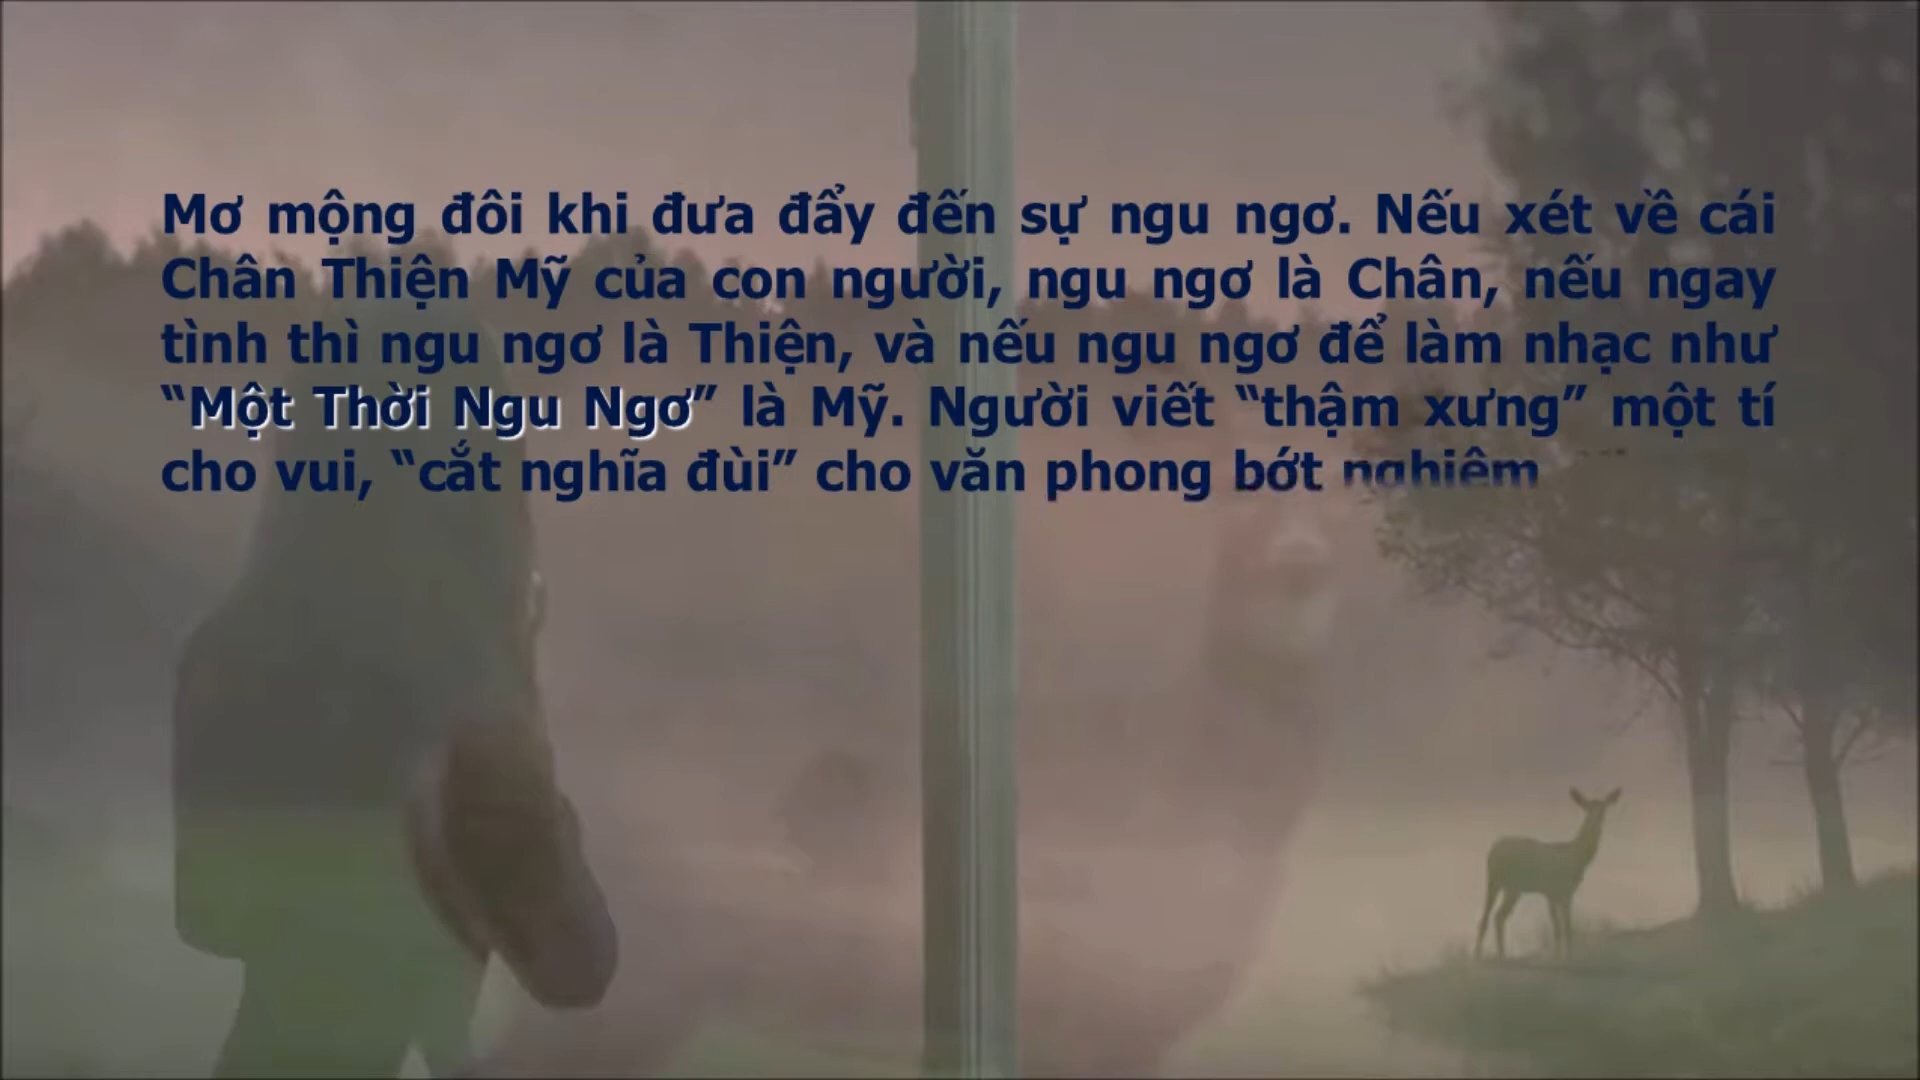 Mơ mộng đôi khi đưa đẩy đến sự ngu ngơ. Nếu xét về cái
Chân Thiện Mỹ của con người, ngu ngơ là Chân, nếu ngay
tình thì ngu ngơ là Thiện, và nếu ngu ngơ để làm nhạc như
“Một Thời Ngu Ngơ” là Mỹ. Người viết “thậm xưng” một tí
cho vui, “cắt nghĩa đùi” cho văn phong bớt nghiêm